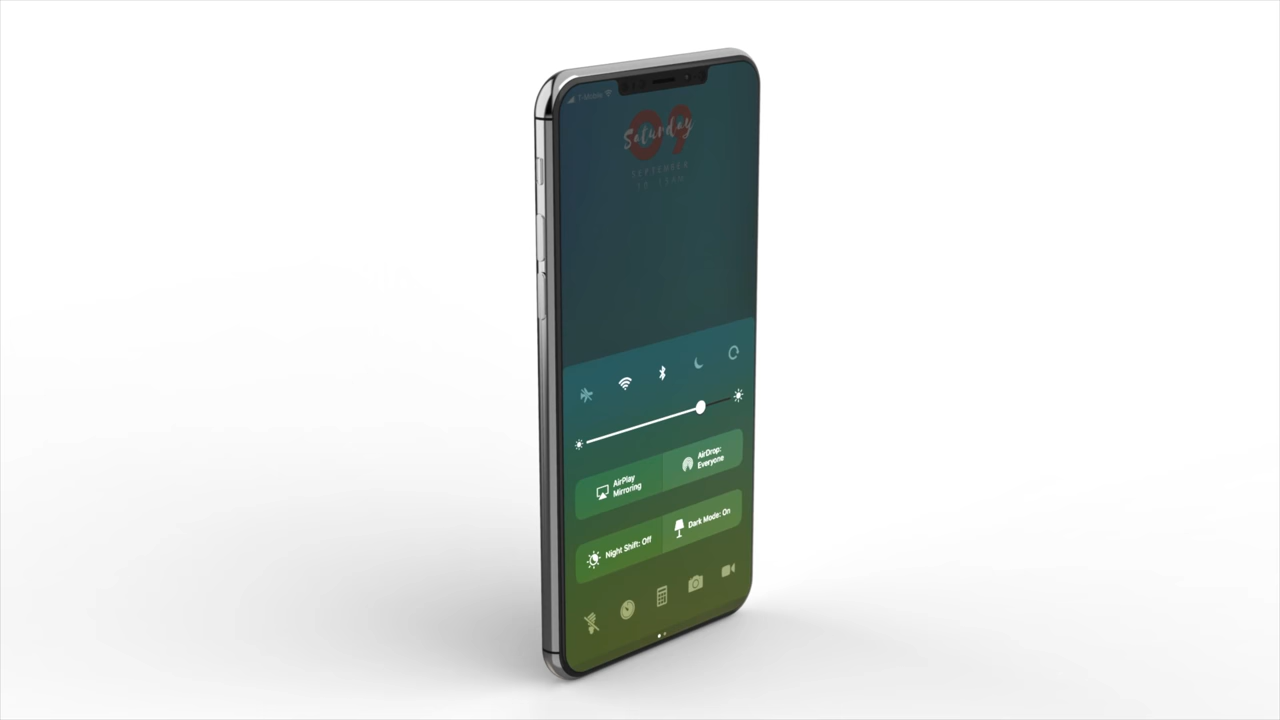 T-Mobile
Saturday
09
SEPTEMBER
AirPlay
Mirroring
AirDrop:
Everyone
Night Shift: Off
Dark Mode: On